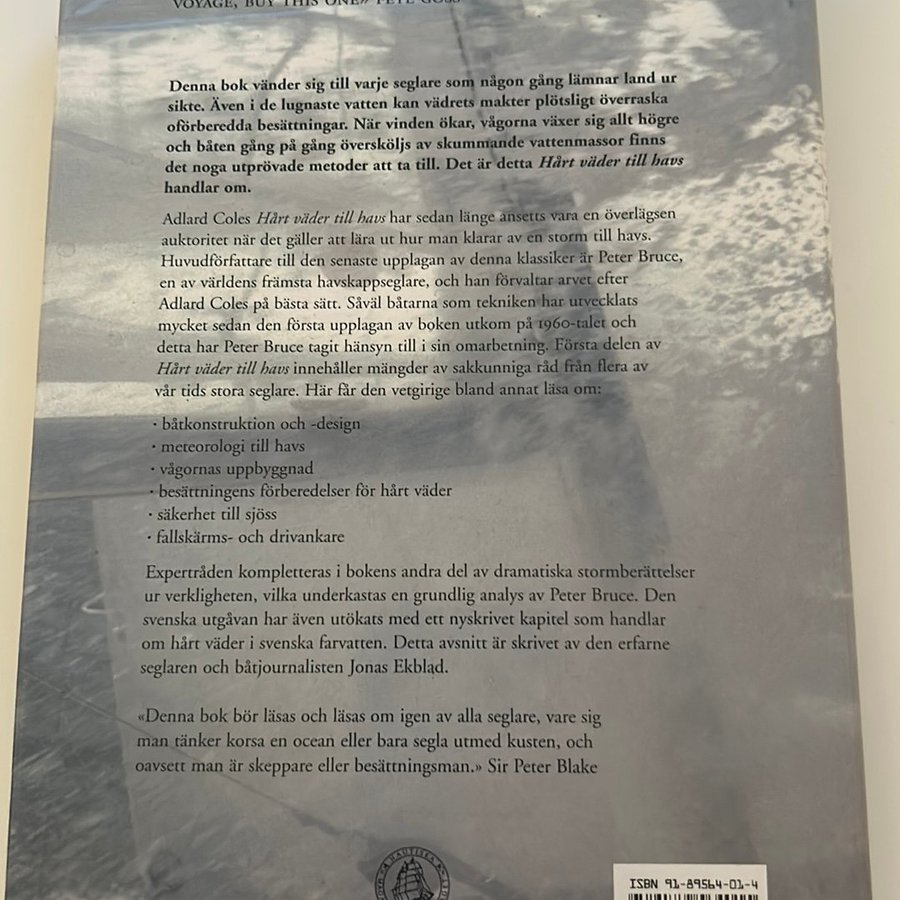 VOYAGE, BUY THIS ONE» PETE GOSS
Denna bok vänder sig till varje seglare som någon gång lämnar land ur
sikte. Även i de lugnaste vatten kan vädrets makter plötsligt överraska
oförberedda besättningar. När vinden ökar, vågorna växer sig allt högre
och båten gång på gång översköljs av skummande vattenmassor finns
det noga utprövade metoder att ta till. Det är detta Hårt väder till havs
handlar om.
Adlard Coles Hårt väder till havs har sedan länge ansetts vara en överlägsen
auktoritet när det gäller att lära ut hur man klarar av en storm till havs.
Huvudförfattare till den senaste upplagan av denna klassiker är Peter Bruce,
en av världens främsta havskappseglare, och han förvaltar arvet efter
Adlard Coles på bästa sätt. Såväl båtarna som tekniken har utvecklats
mycket sedan den första upplagan av boken utkom på 1960-talet och
detta har Peter Bruce tagit hänsyn till i sin omarbetning. Första delen av
Hårt väder till havs innehåller mängder av sakkunniga råd från flera av
vår tids stora seglare. Här får den vetgirige bland annat läsa om:
· båtkonstruktion och -design
· meteorologi till havs
· vågornas uppbyggnad
· besättningens förberedelser för hårt väder
· säkerhet till sjöss
· fallskärms- och drivankare
Expertråden kompletteras i bokens andra del av dramatiska stormberättelser
ur verkligheten, vilka underkastas en grundlig analys av Peter Bruce. Den
svenska utgåvan har även utökats med ett nyskrivet kapitel som handlar
om hårt väder i svenska farvatten. Detta avsnitt är skrivet av den erfarne
seglaren och båtjournalisten Jonas Ekblad.
«Denna bok bör läsas och läsas om igen av alla seglare, vare sig
man tänker korsa en ocean eller bara segla utmed kusten, och
oavsett man är skeppare eller besättningsman.» Sir Peter Blake
NAUTISKA
ISBN 91-89564-01-4